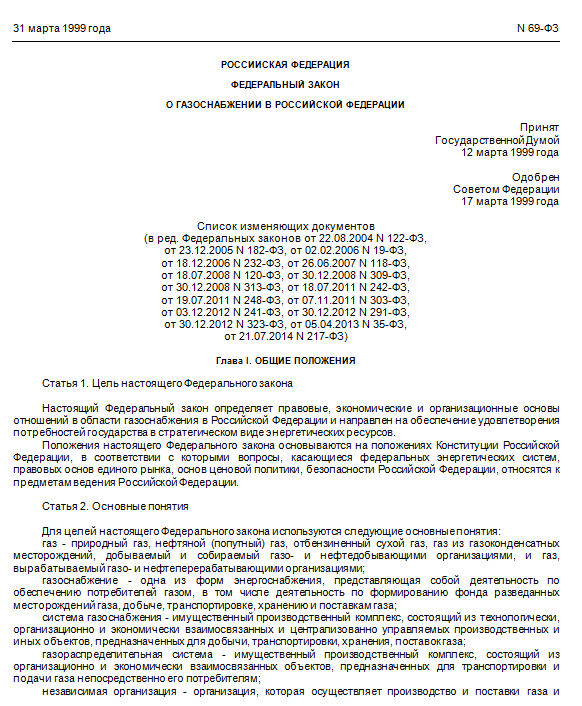 31 марта 1999 года N 69-ФЗ
РОССИЙСКАЯ ФЕДЕРАЦИЯ
ФЕДЕРАЛЬНЫЙ ЗАКОН
О ГАЗОСНАБЖЕНИИ В РОССИЙСКОЙ ФЕДЕРАЦИИ
Принят
Государственной Думой
12 марта 1999 года
Одобрен
Советом Федерации
17 марта 1999 года
Список изменяющих документов
(в ред. Федеральных законов от 22.08.2004 N 122-ФЗ,
от 23.12.2005 N 182-ФЗ, от 02.02.2006 N 19-ФЗ,
от 18.12.2006 N 232-ФЗ, от 26.06.2007 N 118-ФЗ,
от 18.07.2008 N 120-ФЗ, от 30.12.2008 N 309-ФЗ,
от 30.12.2008 N 313-ФЗ, от 18.07.2011 N 242-ФЗ,
от 19.07.2011 N 248-ФЗ, от 07.11.2011 N 303-ФЗ,
от 03.12.2012 N 241-ФЗ, от 30.12.2012 N 291-ФЗ,
от 30.12.2012 N 323-ФЗ, от 05.04.2013 N 35-ФЗ,
от 21.07.2014 N 217-ФЗ)
Глава I. ОБЩИЕ ПОЛОЖЕНИЯ
Статья 1. Цель настоящего Федерального закона
Настоящий Федеральный закон определяет правовые, экономические и организационные основы
отношений в области газоснабжения в Российской Федерации и направлен на обеспечение удовлетворения
потребностей государства в стратегическом виде энергетических ресурсов.
Положения настоящего Федерального закона основываются на положениях Конституции Российской
Федерации, в соответствии с которыми вопросы, касающиеся федеральных энергетических систем,
правовых основ единого рынка, основ ценовой политики, безопасности Российской Федерации, относятся к
предметам ведения Российской Федерации.
Статья 2. Основные понятия
Для целей настоящего Федерального закона используются следующие основные понятия:
газ - природный газ, нефтяной (попутный) газ, отбензиненный сухой газ, газ из газоконденсатных
месторождений, добываемый и собираемый газо- и нефтедобывающими организациями, и газ,
вырабатываемый газо- и нефтеперерабатывающими организациями;
газоснабжение - одна из форм энергоснабжения, представляющая собой деятельность по
обеспечению потребителей газом, в том числе деятельность по формированию фонда разведанных
месторождений газа, добыче, транспортировке, хранению и поставкам газа;
система газоснабжения - имущественный производственный комплекс, состоящий из технологически,
организационно и экономически взаимосвязанных и централизованно управляемых производственных и
иных объектов, предназначенных для добычи, транспортировки, хранения, поставок газа;
газораспределительная система - имущественный производственный комплекс, состоящий из
организационно и экономически взаимосвязанных объектов, предназначенных для транспортировки и
подачи газа непосредственно его потребителям;
независимая организация - организация, которая осуществляет производство и поставки газа и